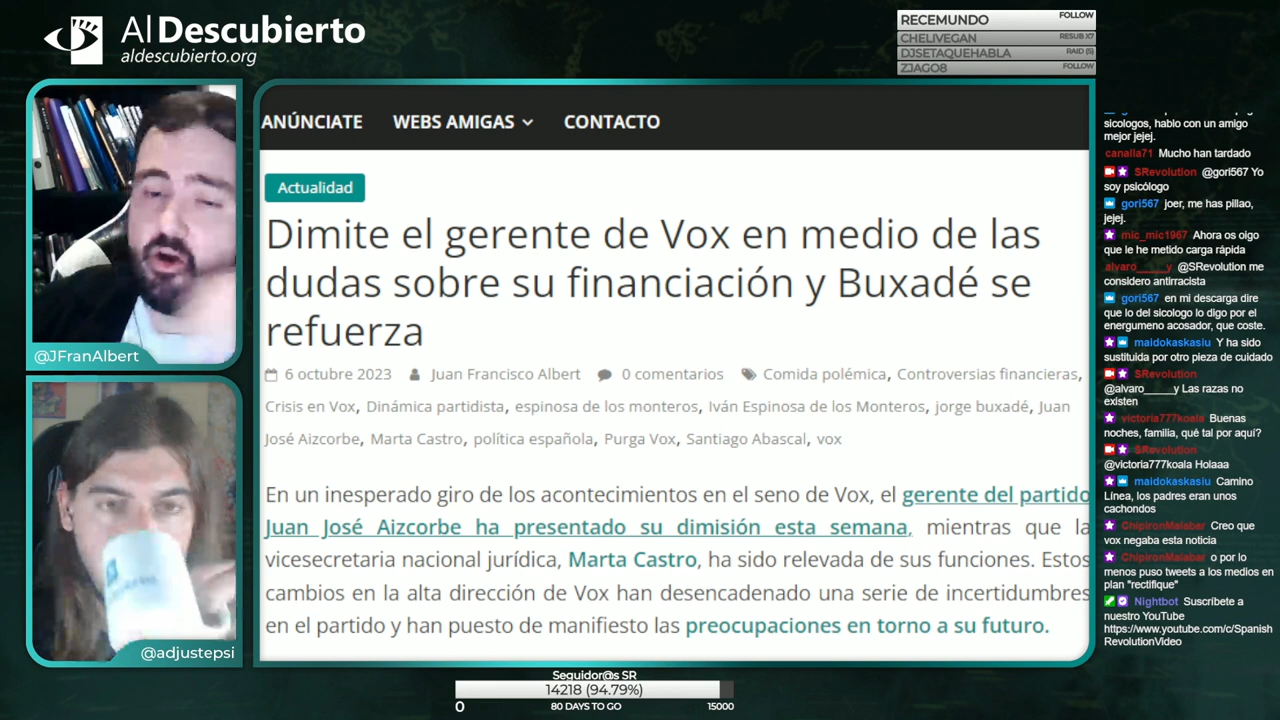 Al Descubierto
aldescubierto.org
RECEMUNDO FOLLOW
CHELIVEGAN RESUB X7
DJSETAQUEHABLA RAID (5)
ZJAGO8 FOLLOW
ANÚNCIATE WEBS AMIGAS CONTACTO
Actualidad
Dimite el gerente de Vox en medio de las
dudas sobre su financiación y Buxadé se
refuerza
6 octubre 2023 Juan Francisco Albert 0 comentarios Comida polémica, Controversias financieras,
Crisis en Vox, Dinámica partidista, espinosa de los monteros, Iván Espinosa de los Monteros, jorge buxadé, Juan
José Aizcorbe, Marta Castro, política española, Purga Vox, Santiago Abascal, vox
En un inesperado giro de los acontecimientos en el seno de Vox, el gerente del partido
Juan José Aizcorbe ha presentado su dimisión esta semana, mientras que la
vicesecretaria nacional jurídica, Marta Castro, ha sido relevada de sus funciones. Estos
cambios en la alta dirección de Vox han desencadenado una serie de incertidumbres
en el partido y han puesto de manifiesto las preocupaciones en torno a su futuro.
@JFranAlbert
@adjustepsi
sicologos, hablo con un amigo
mejor jejej.
canalla71 Mucho han tardado
SRevolution @gori567 Yo
soy psicólogo
gori567 joer, me has pillao,
jejej.
mic_mic1967 Ahora os oigo
que le he metido carga rápida
alvaro_____y @SRevolution me
considero antirracista
gori567 en mi descarga dire
que lo del sicologo lo digo por el
energumeno acosador, que coste.
maidokaskasiu Y ha sido
sustituida por otro pieza de cuidado
SRevolution
@alvaro_____y Las razas no
existen
victoria777koala Buenas
noches, familia, qué tal por aquí?
SRevolution
@victoria777koala Holaaa
maidokaskasiu Camino
Línea, los padres eran unos
cachondos
ChipironMalabar Creo que
vox negaba esta noticia
ChipironMalabar o por lo
menos puso tweets a los medios en
plan "rectifique"
Nightbot Suscríbete a
nuestro YouTube
https://www.youtube.com/c/Spanish
RevolutionVideo
Seguidor@s SR
14218 (94.79%)
0 80 DAYS TO GO 15000